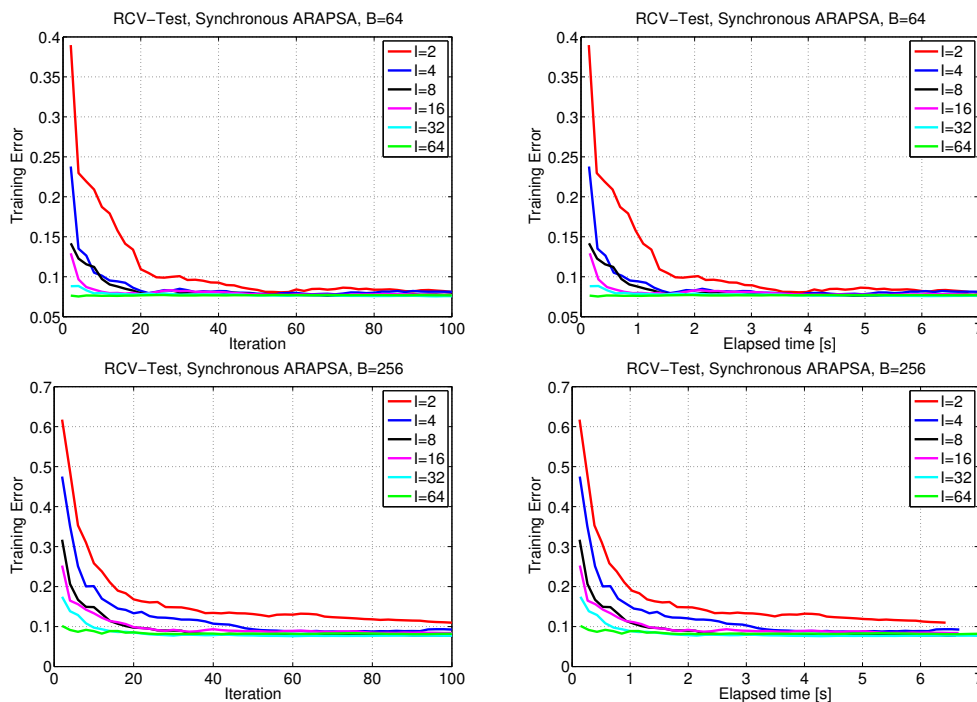 RCV-Test, Synchronous ARAPSA, B=64
0.4
0.35
0.3
0.25
0.2
0.15
0.1
0.05
Training Error
0
20
40
60
80
100
Iteration
I=2
I=4
I=8
I=16
I=32
I=64
RCV-Test, Synchronous ARAPSA, B=64
0.4
0.35
0.3
0.25
0.2
0.15
0.1
0.05
Training Error
0
1
2
3
4
5
6
7
Elapsed time [s]
I=2
I=4
I=8
I=16
I=32
I=64
RCV-Test, Synchronous ARAPSA, B=256
0.7
0.6
0.5
0.4
0.3
0.2
0.1
0
Training Error
0
20
40
60
80
100
Iteration
I=2
I=4
I=8
I=16
I=32
I=64
RCV-Test, Synchronous ARAPSA, B=256
0.7
0.6
0.5
0.4
0.3
0.2
0.1
0
Training Error
0
1
2
3
4
5
6
7
Elapsed time [s]
I=2
I=4
I=8
I=16
I=32
I=64